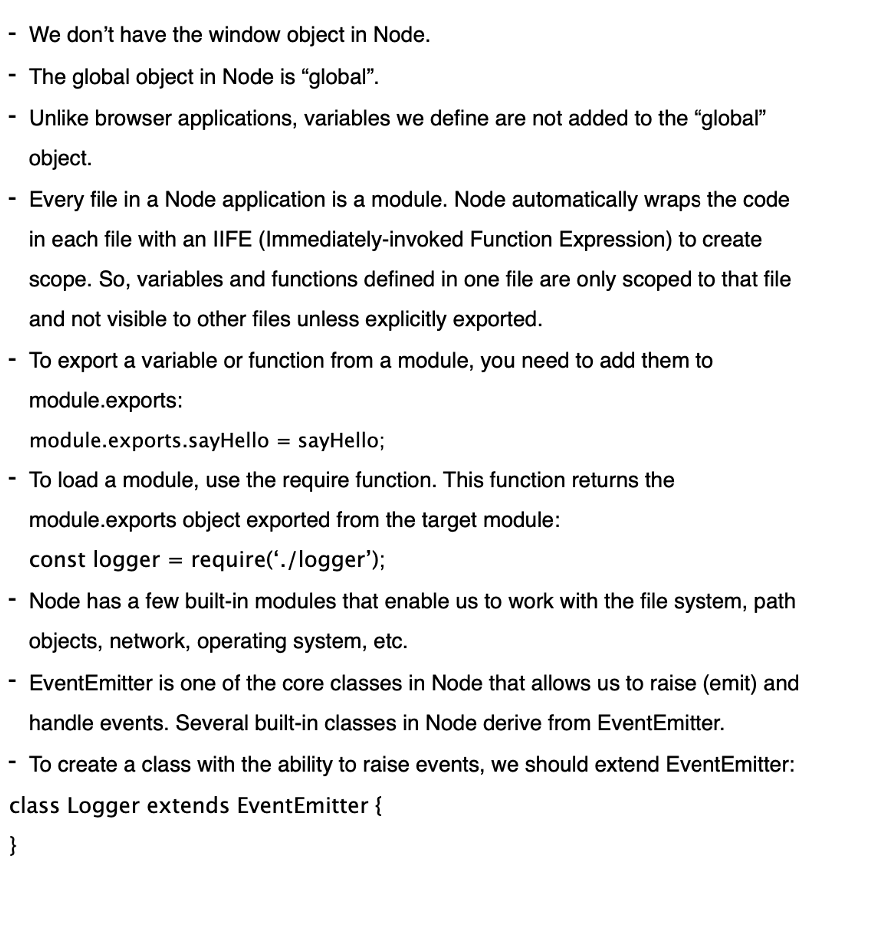 - We don’t have the window object in Node.
- The global object in Node is “global”.
- Unlike browser applications, variables we define are not added to the “global”
object.
- Every file in a Node application is a module. Node automatically wraps the code
in each file with an IIFE (Immediately-invoked Function Expression) to create
scope. So, variables and functions defined in one file are only scoped to that file
and not visible to other files unless explicitly exported.
- To export a variable or function from a module, you need to add them to
module.exports:
module.exports.sayHello = sayHello;
- To load a module, use the require function. This function returns the
module.exports object exported from the target module:
const logger = require(‘./logger’);
- Node has a few built-in modules that enable us to work with the file system, path
objects, network, operating system, etc.
- EventEmitter is one of the core classes in Node that allows us to raise (emit) and
handle events. Several built-in classes in Node derive from EventEmitter.
- To create a class with the ability to raise events, we should extend EventEmitter:
class Logger extends EventEmitter {
}